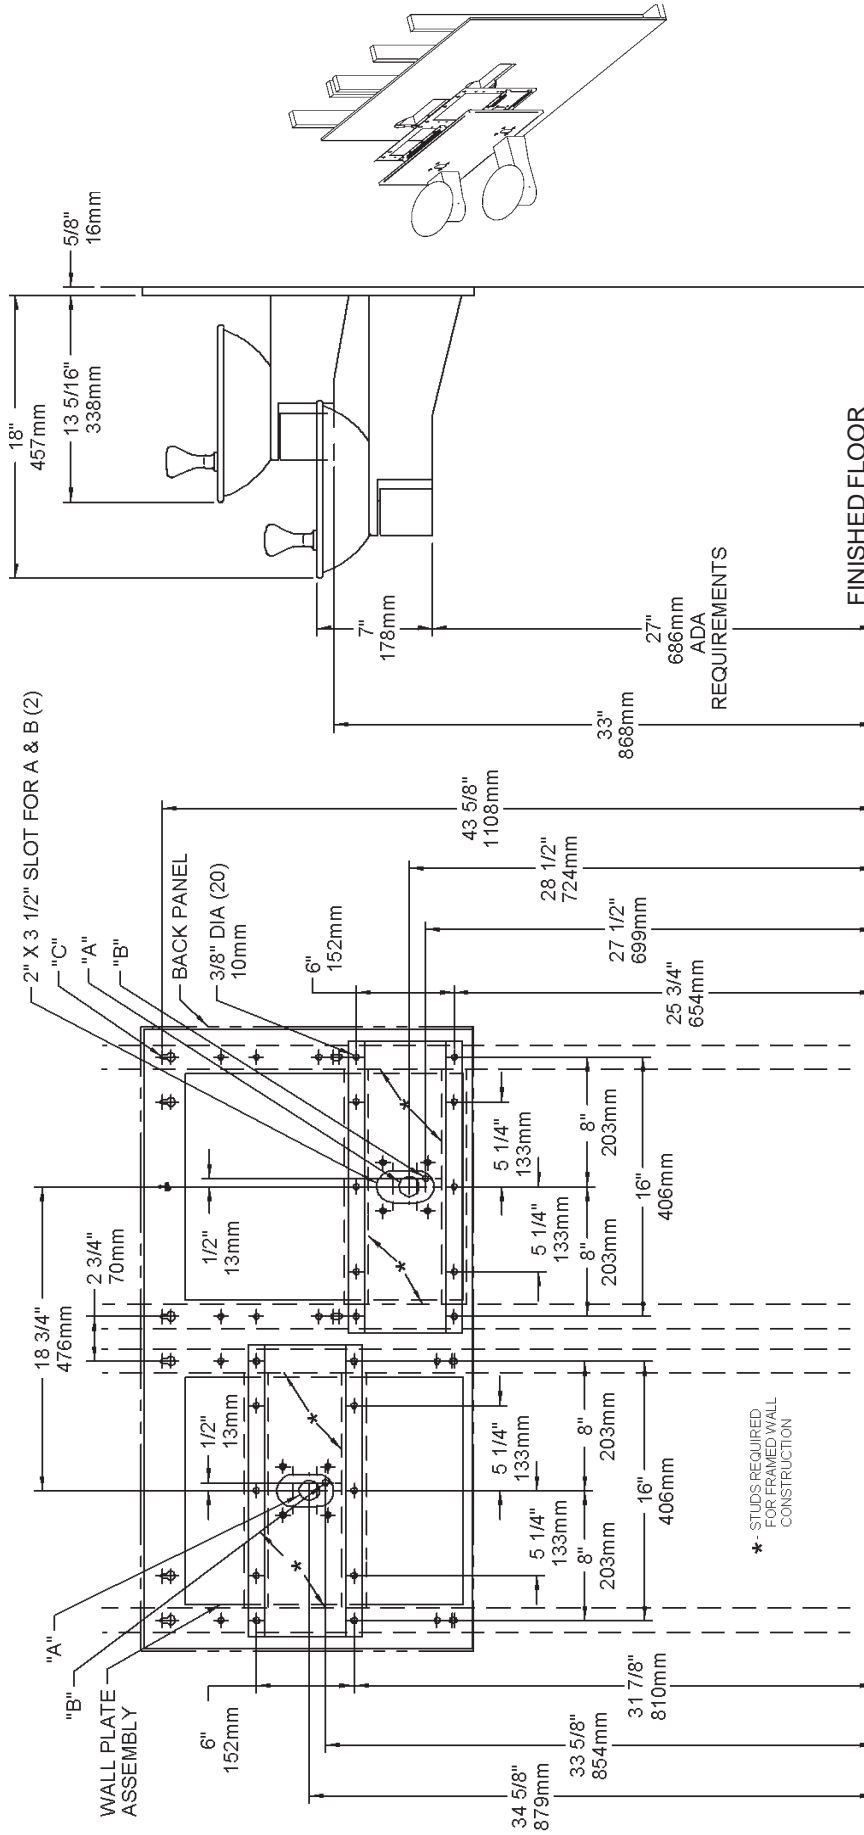 2" X 3 1/2" SLOT FOR A & B (2)
"C"
"A"
"B"
BACK PANEL
3/8" DIA (20)
10mm
6"
152mm
43 5/8"
1108mm
28 1/2"
724mm
27 1/2"
699mm
25 3/4"
654mm
18 3/4"
476mm
2 3/4"
70mm
1/2"
13mm
1/2"
13mm
5 1/4"
133mm
5 1/4"
133mm
8"
203mm
8"
203mm
16"
406mm
5 1/4"
133mm
5 1/4"
133mm
8"
203mm
8"
203mm
16"
406mm
*
*
*
*
"A"
"B"
WALL PLATE
ASSEMBLY
6"
152mm
31 7/8"
810mm
33 5/8"
854mm
34 5/8"
879mm
*- STUDS REQUIRED
FOR FRAMED WALL
CONSTRUCTION
18"
457mm
13 5/16"
338mm
5/8"
16mm
7"
178mm
27"
686mm
ADA
REQUIREMENTS
33"
868mm
FINISHED FLOOR